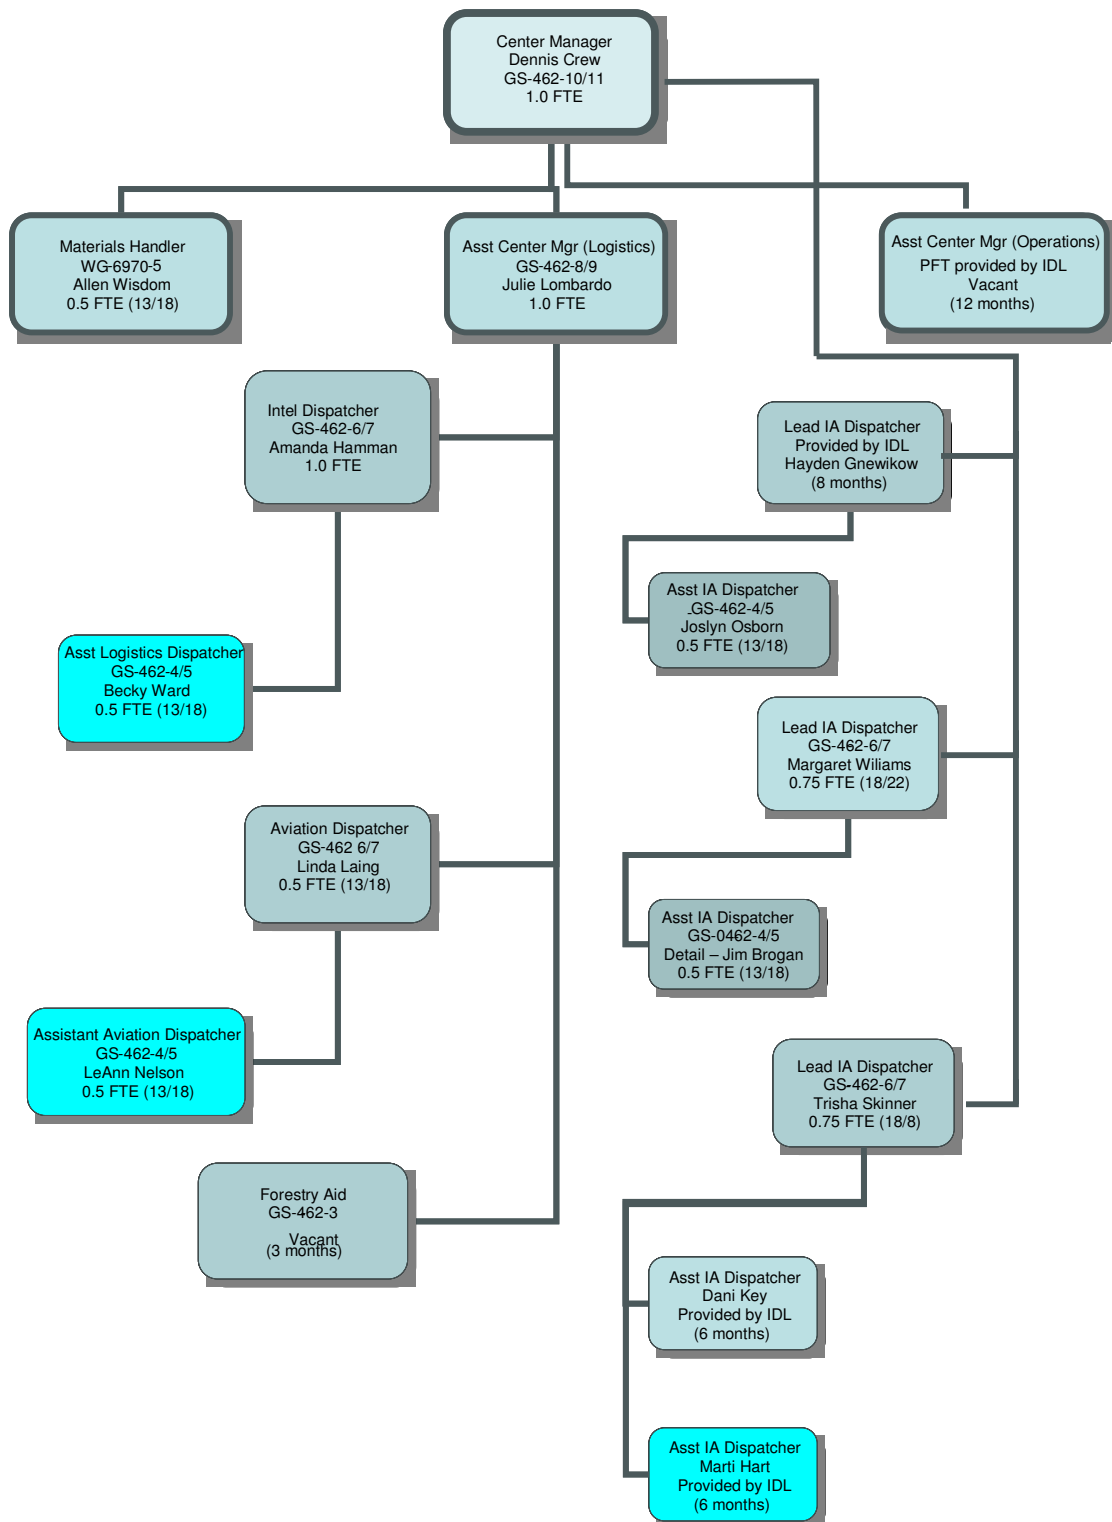 Center Manager
Dennis Crew
GS-462-10/11
1.0 FTE
Materials Handler
WG-6970-5
Allen Wisdom
0.5 FTE (13/18)
Asst Center Mgr (Logistics)
GS-462-8/9
Julie Lombardo
1.0 FTE
Asst Center Mgr (Operations)
PFT provided by IDL
Vacant
(12 months)
Intel Dispatcher
GS-462-6/7
Amanda Hamman
1.0 FTE
Lead IA Dispatcher
Provided by IDL
Hayden Gnewikow
(8 months)
Asst IA Dispatcher
GS-462-4/5
Joslyn Osborn
0.5 FTE (13/18)
Asst Logistics Dispatcher
GS-462-4/5
Becky Ward
0.5 FTE (13/18)
Lead IA Dispatcher
GS-462-6/7
Margaret Wiliams
0.75 FTE (18/22)
Aviation Dispatcher
GS-462 6/7
Linda Laing
0.5 FTE (13/18)
Asst IA Dispatcher
GS-0462-4/5
Detail – Jim Brogan
0.5 FTE (13/18)
Assistant Aviation Dispatcher
GS-462-4/5
LeAnn Nelson
0.5 FTE (13/18)
Lead IA Dispatcher
GS-462-6/7
Trisha Skinner
0.75 FTE (18/8)
Forestry Aid
GS-462-3
Vacant
(3 months)
Asst IA Dispatcher
Dani Key
Provided by IDL
(6 months)
Asst IA Dispatcher
Marti Hart
Provided by IDL
(6 months)